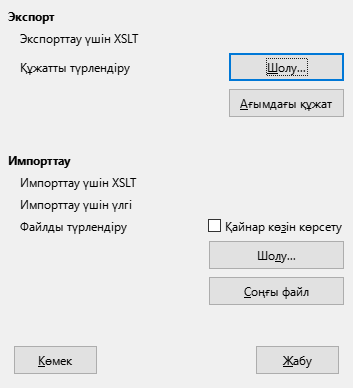 Экспорт
Экспорттау үшін XSLT
Құжатты түрлендіру
Шолу...
Ағымдағы құжат
Импорттау
Импорттау үшін XSLT
Импорттау үшін үлгі
Файлды түрлендіру
Қайнар көзін көрсету
Шолу...
Соңғы файл
Көмек
Жабу